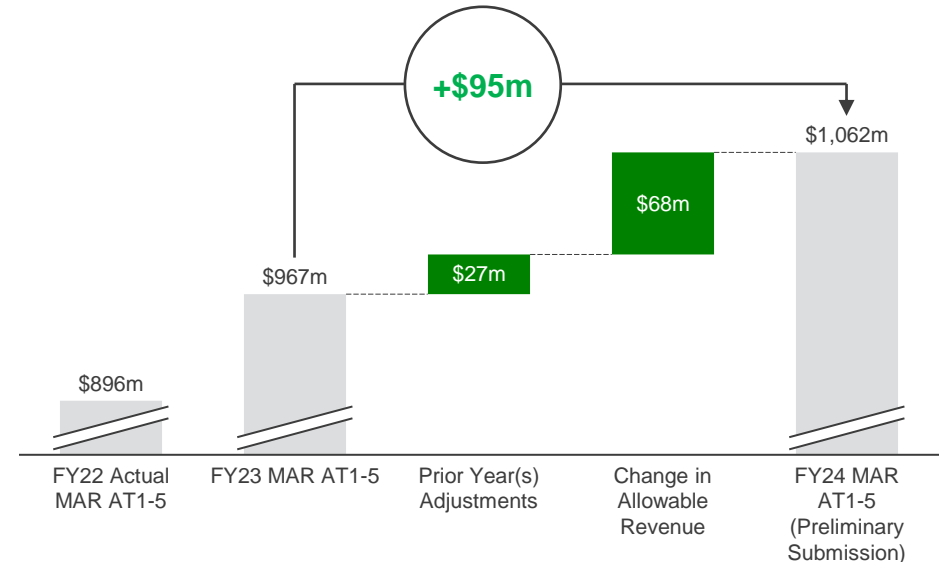 +$95m
$1,062m
$68m
$27m
$967m
$896m
FY22 Actual
MAR AT1-5
FY23 MAR AT1-5
Prior Year(s)
Adjustments
Change in
Allowable
Revenue
FY24 MAR
AT1-5
(Preliminary
Submission)